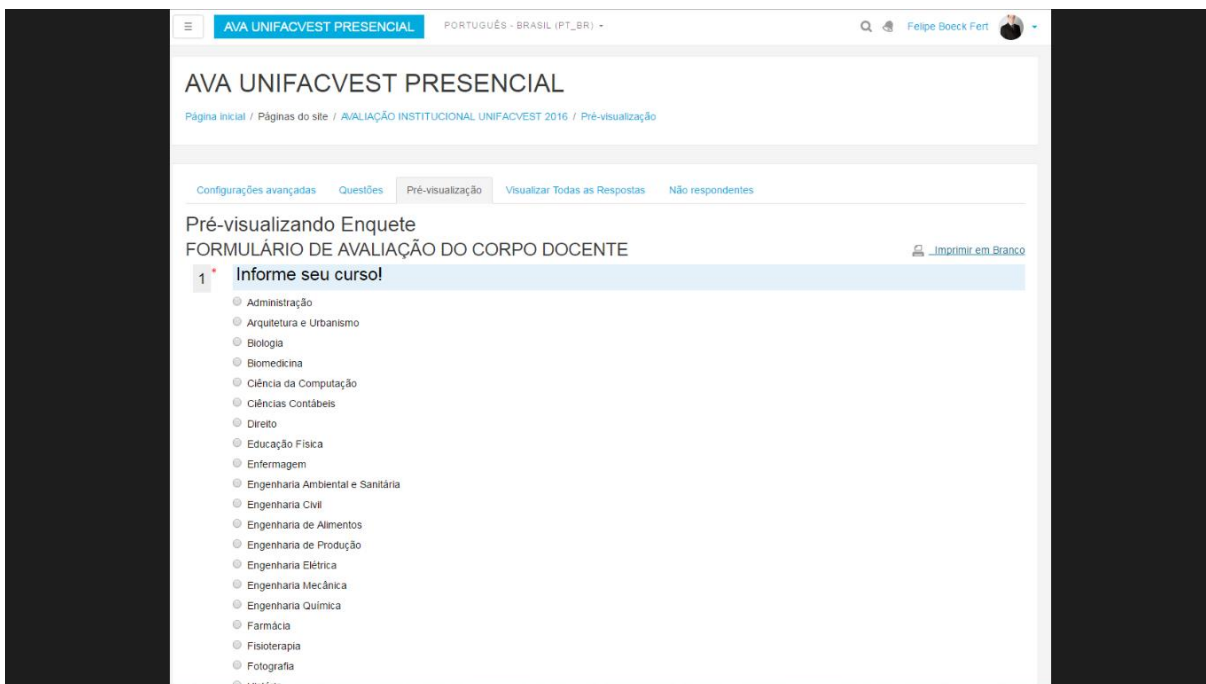 AVA UNIFACVEST PRESENCIAL PORTUGUÊS - BRASIL (PT_BR) Felipe Boeck Fert
AVA UNIFACVEST PRESENCIAL
Página inicial / Páginas do site / AVALIAÇÃO INSTITUCIONAL UNIFACVEST 2016 / Pré-visualização
Configurações avançadas Questões Pré-visualização Visualizar Todas as Respostas Não respondentes
Pré-visualizando Enquete
FORMULÁRIO DE AVALIAÇÃO DO CORPO DOCENTE
Imprimir em Branco
1 * Informe seu curso!
Administração
Arquitetura e Urbanismo
Biologia
Biomedicina
Ciência da Computação
Ciências Contábeis
Direito
Educação Física
Enfermagem
Engenharia Ambiental e Sanitária
Engenharia Civil
Engenharia de Alimentos
Engenharia de Produção
Engenharia Elétrica
Engenharia Mecânica
Engenharia Química
Farmácia
Fisioterapia
Fotografia